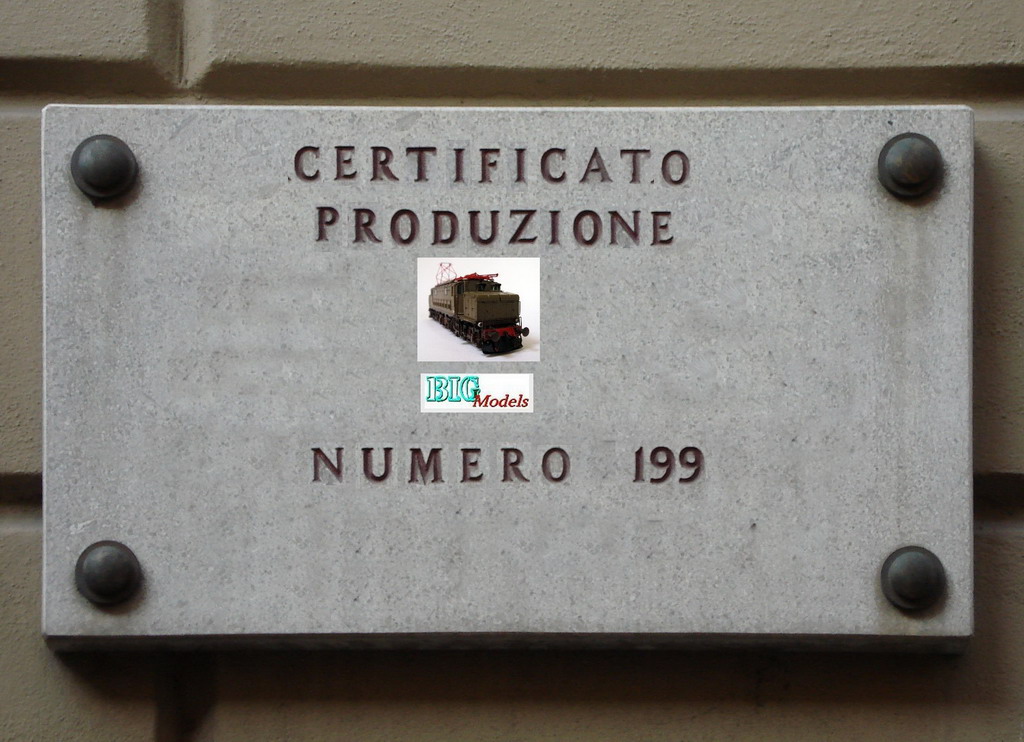 CERTIFICATO
PRODUZIONE
BIG Models
NUMERO 199